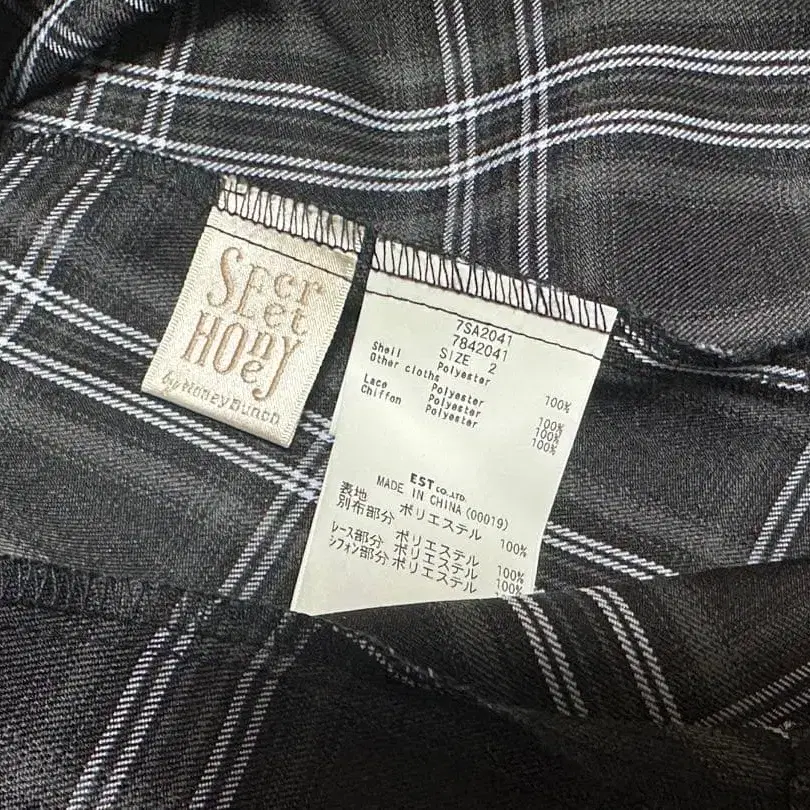 Secret
Honey
by Honey Bunch
7SA2041
7842041
SIZE 2
Shell Polyester 100%
Other cloths
Polyester 100%
Lace Polyester 100%
Chiffon Polyester 100%
EST CO.,LTD.
MADE IN CHINA (00019)
表地 ポリエステル 100%
別布部分
ポリエステル 100%
レース部分 ポリエステル 100%
シフォン部分 ポリエステル 100%